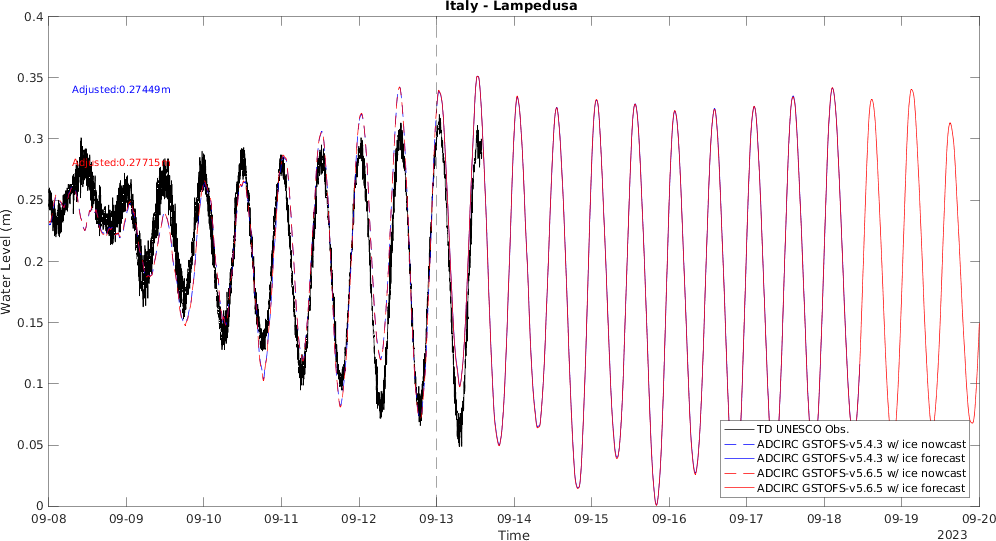 Italy - Lampedusa
0.4
0.35
0.3
0.25
0.2
0.15
0.1
0.05
0
Water Level (m)
Adjusted:0.27449m
Adjusted:0.27715m
TD UNESCO Obs.
ADCIRC GSTOFS-v5.4.3 w/ ice nowcast
ADCIRC GSTOFS-v5.4.3 w/ ice forecast
ADCIRC GSTOFS-v5.6.5 w/ ice nowcast
ADCIRC GSTOFS-v5.6.5 w/ ice forecast
09-08 09-09 09-10 09-11 09-12 09-13 09-14 09-15 09-16 09-17 09-18 09-19 09-20
Time
2023